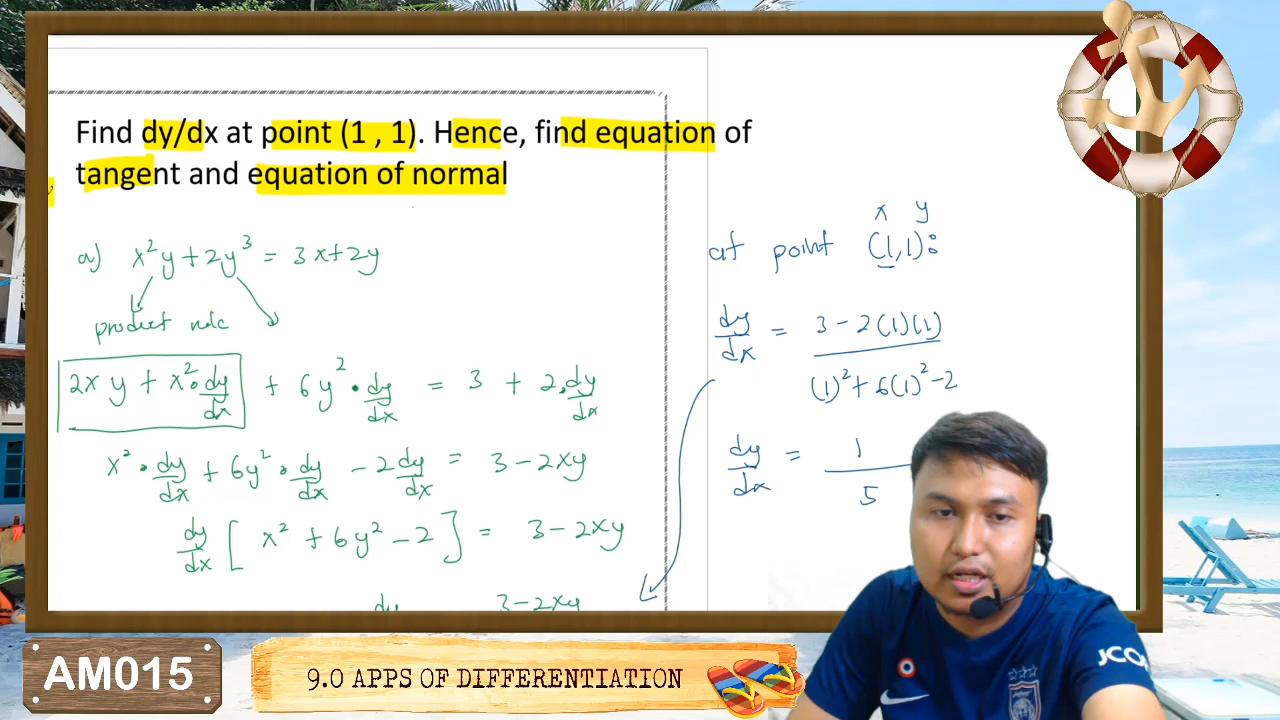 Find dy/dx at point (1 , 1). Hence, find equation of
tangent and equation of normal
a) x²y + 2y³ = 3x + 2y
product rule
2x y + x² • dy/dx + 6y² • dy/dx = 3 + 2 • dy/dx
x² • dy/dx + 6y² • dy/dx - 2 dy/dx = 3 - 2xy
dy/dx [ x² + 6y² - 2 ] = 3 - 2xy
dy 3 - 2xy
x y
at point (1,1):
dy/dx = 3 - 2(1)(1) / (1)² + 6(1)² - 2
dy/dx = 1/5
JCO
AM015
9.0 APPS OF DIFFERENTIATION